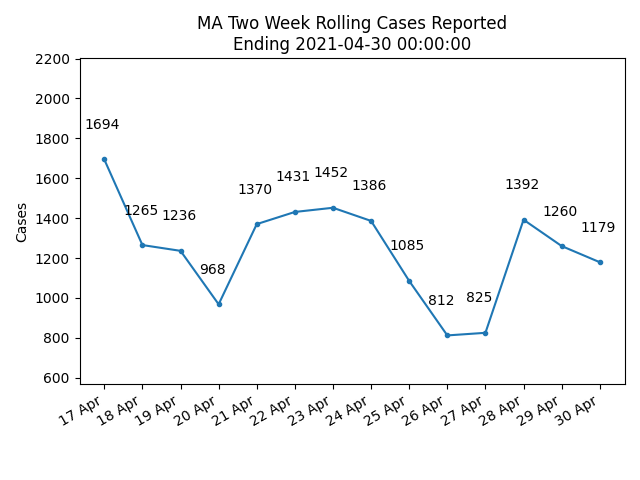 MA Two Week Rolling Cases Reported
Ending 2021-04-30 00:00:00
Cases
2200
2000
1800
1600
1400
1200
1000
800
600
1694
1265
1236
968
1370
1431
1452
1386
1085
812
825
1392
1260
1179
17 Apr
18 Apr
19 Apr
20 Apr
21 Apr
22 Apr
23 Apr
24 Apr
25 Apr
26 Apr
27 Apr
28 Apr
29 Apr
30 Apr